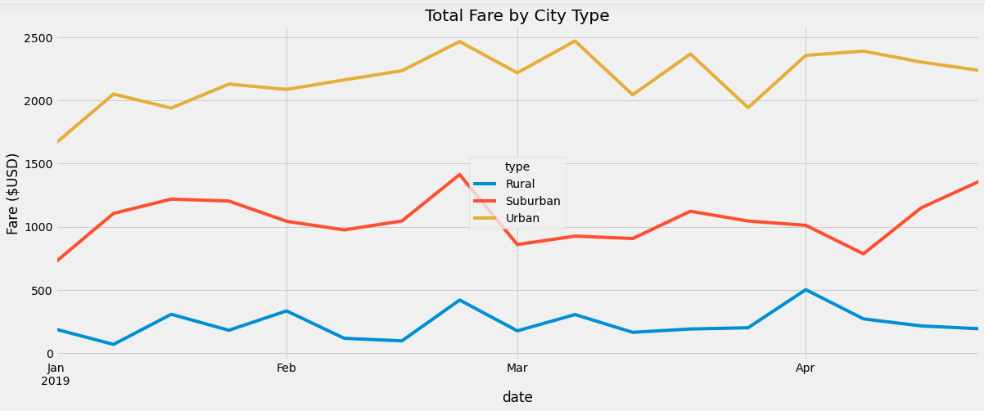 Total Fare by City Type
Fare ($USD)
2500
2000
1500
1000
500
0
type
Rural
Suburban
Urban
Jan
2019
Feb
Mar
Apr
date